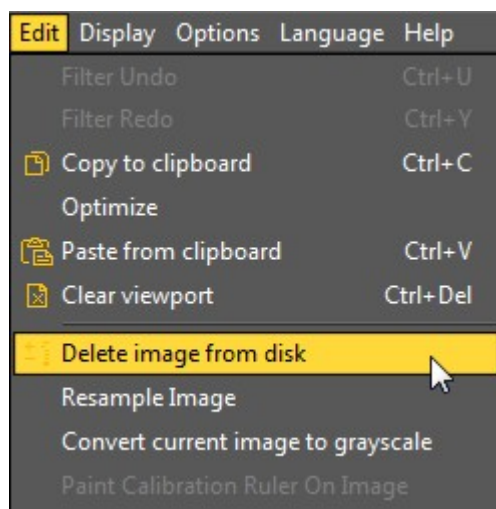 Edit Display Options Language Help
Filter Undo Ctrl+U
Filter Redo Ctrl+Y
Copy to clipboard Ctrl+C
Optimize
Paste from clipboard Ctrl+V
Clear viewport Ctrl+Del
Delete image from disk
Resample Image
Convert current image to grayscale
Paint Calibration Ruler On Image